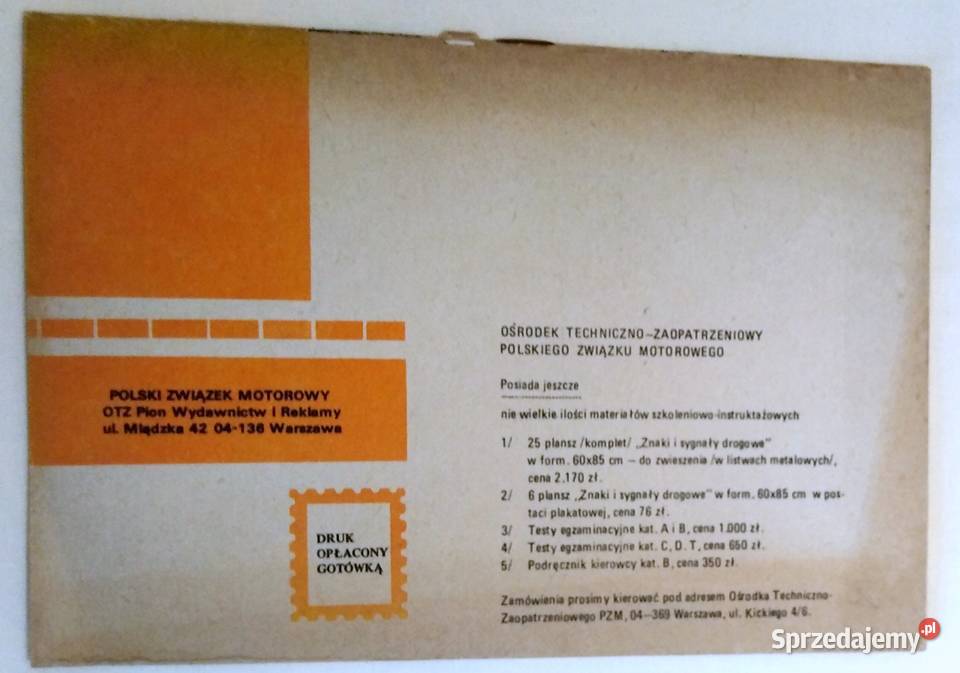 POLSKI ZWIĄZEK MOTOROWY
OTZ Pion Wydawnictw i Reklamy
ul. Miądzka 42 04-136 Warszawa
DRUK
OPŁACONY
GOTÓWKĄ
OŚRODEK TECHNICZNO-ZAOPATRZENIOWY
POLSKIEGO ZWIĄZKU MOTOROWEGO
Posiada jeszcze
nie wielkie ilości materiałów szkoleniowo-instruktażowych
1/ 25 plansz /komplet/ „Znaki i sygnały drogowe”
w form. 60x85 cm – do zwieszenia /w listwach metalowych/,
cena 2.170 zł.
2/ 6 plansz „Znaki i sygnały drogowe” w form. 60x85 cm w pos-
taci plakatowej, cena 76 zł.
3/ Testy egzaminacyjne kat. A i B, cena 1.000 zł.
4/ Testy egzaminacyjne kat. C, D, T, cena 650 zł.
5/ Podręcznik kierowcy kat. B, cena 350 zł.
Zamówienia prosimy kierować pod adresem Ośrodka Techniczno-
Zaopatrzeniowego PZM, 04–369 Warszawa, ul. Kickiego 4/6.
Sprzedajemy.pl